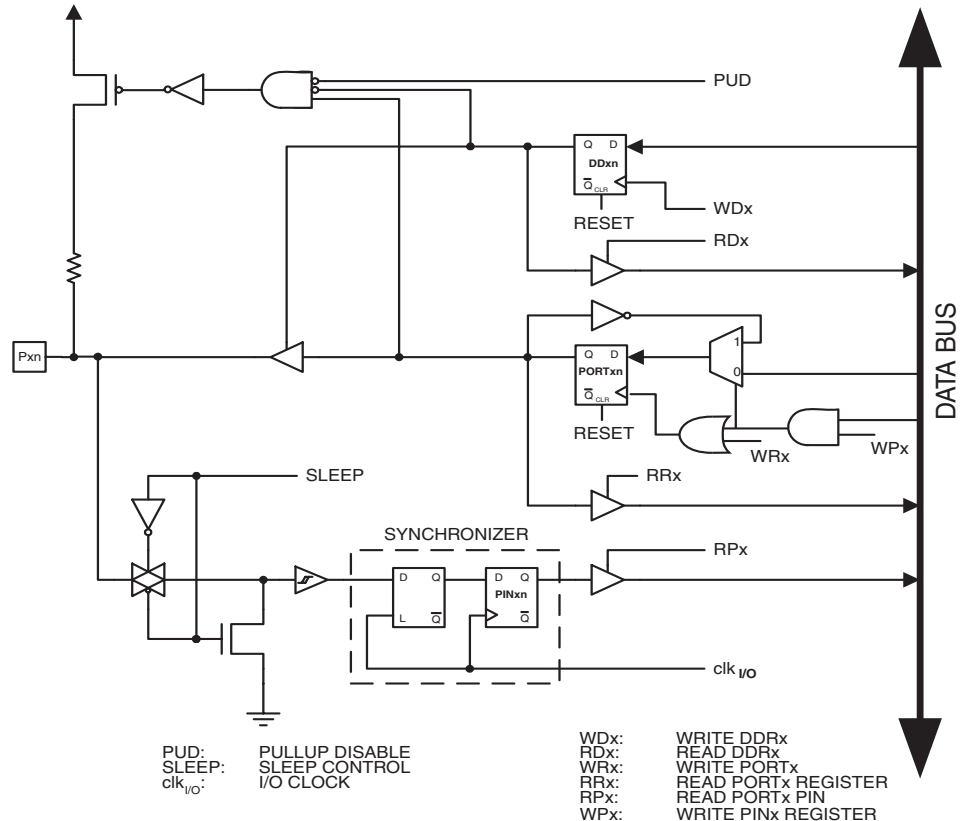 PUD
Q D
DDxn
Q CLR
WDx
RESET
RDx
Pxn
1
Q D
PORTxn
0
Q CLR
RESET
WRx
WPx
DATA BUS
SLEEP
RRx
SYNCHRONIZER
RPx
D Q
D Q
PINxn
L Q
Q
clk I/O
PUD: PULLUP DISABLE
SLEEP: SLEEP CONTROL
clkI/O: I/O CLOCK
WDx: WRITE DDRx
RDx: READ DDRx
WRx: WRITE PORTx
RRx: READ PORTx REGISTER
RPx: READ PORTx PIN
WPx: WRITE PINx REGISTER